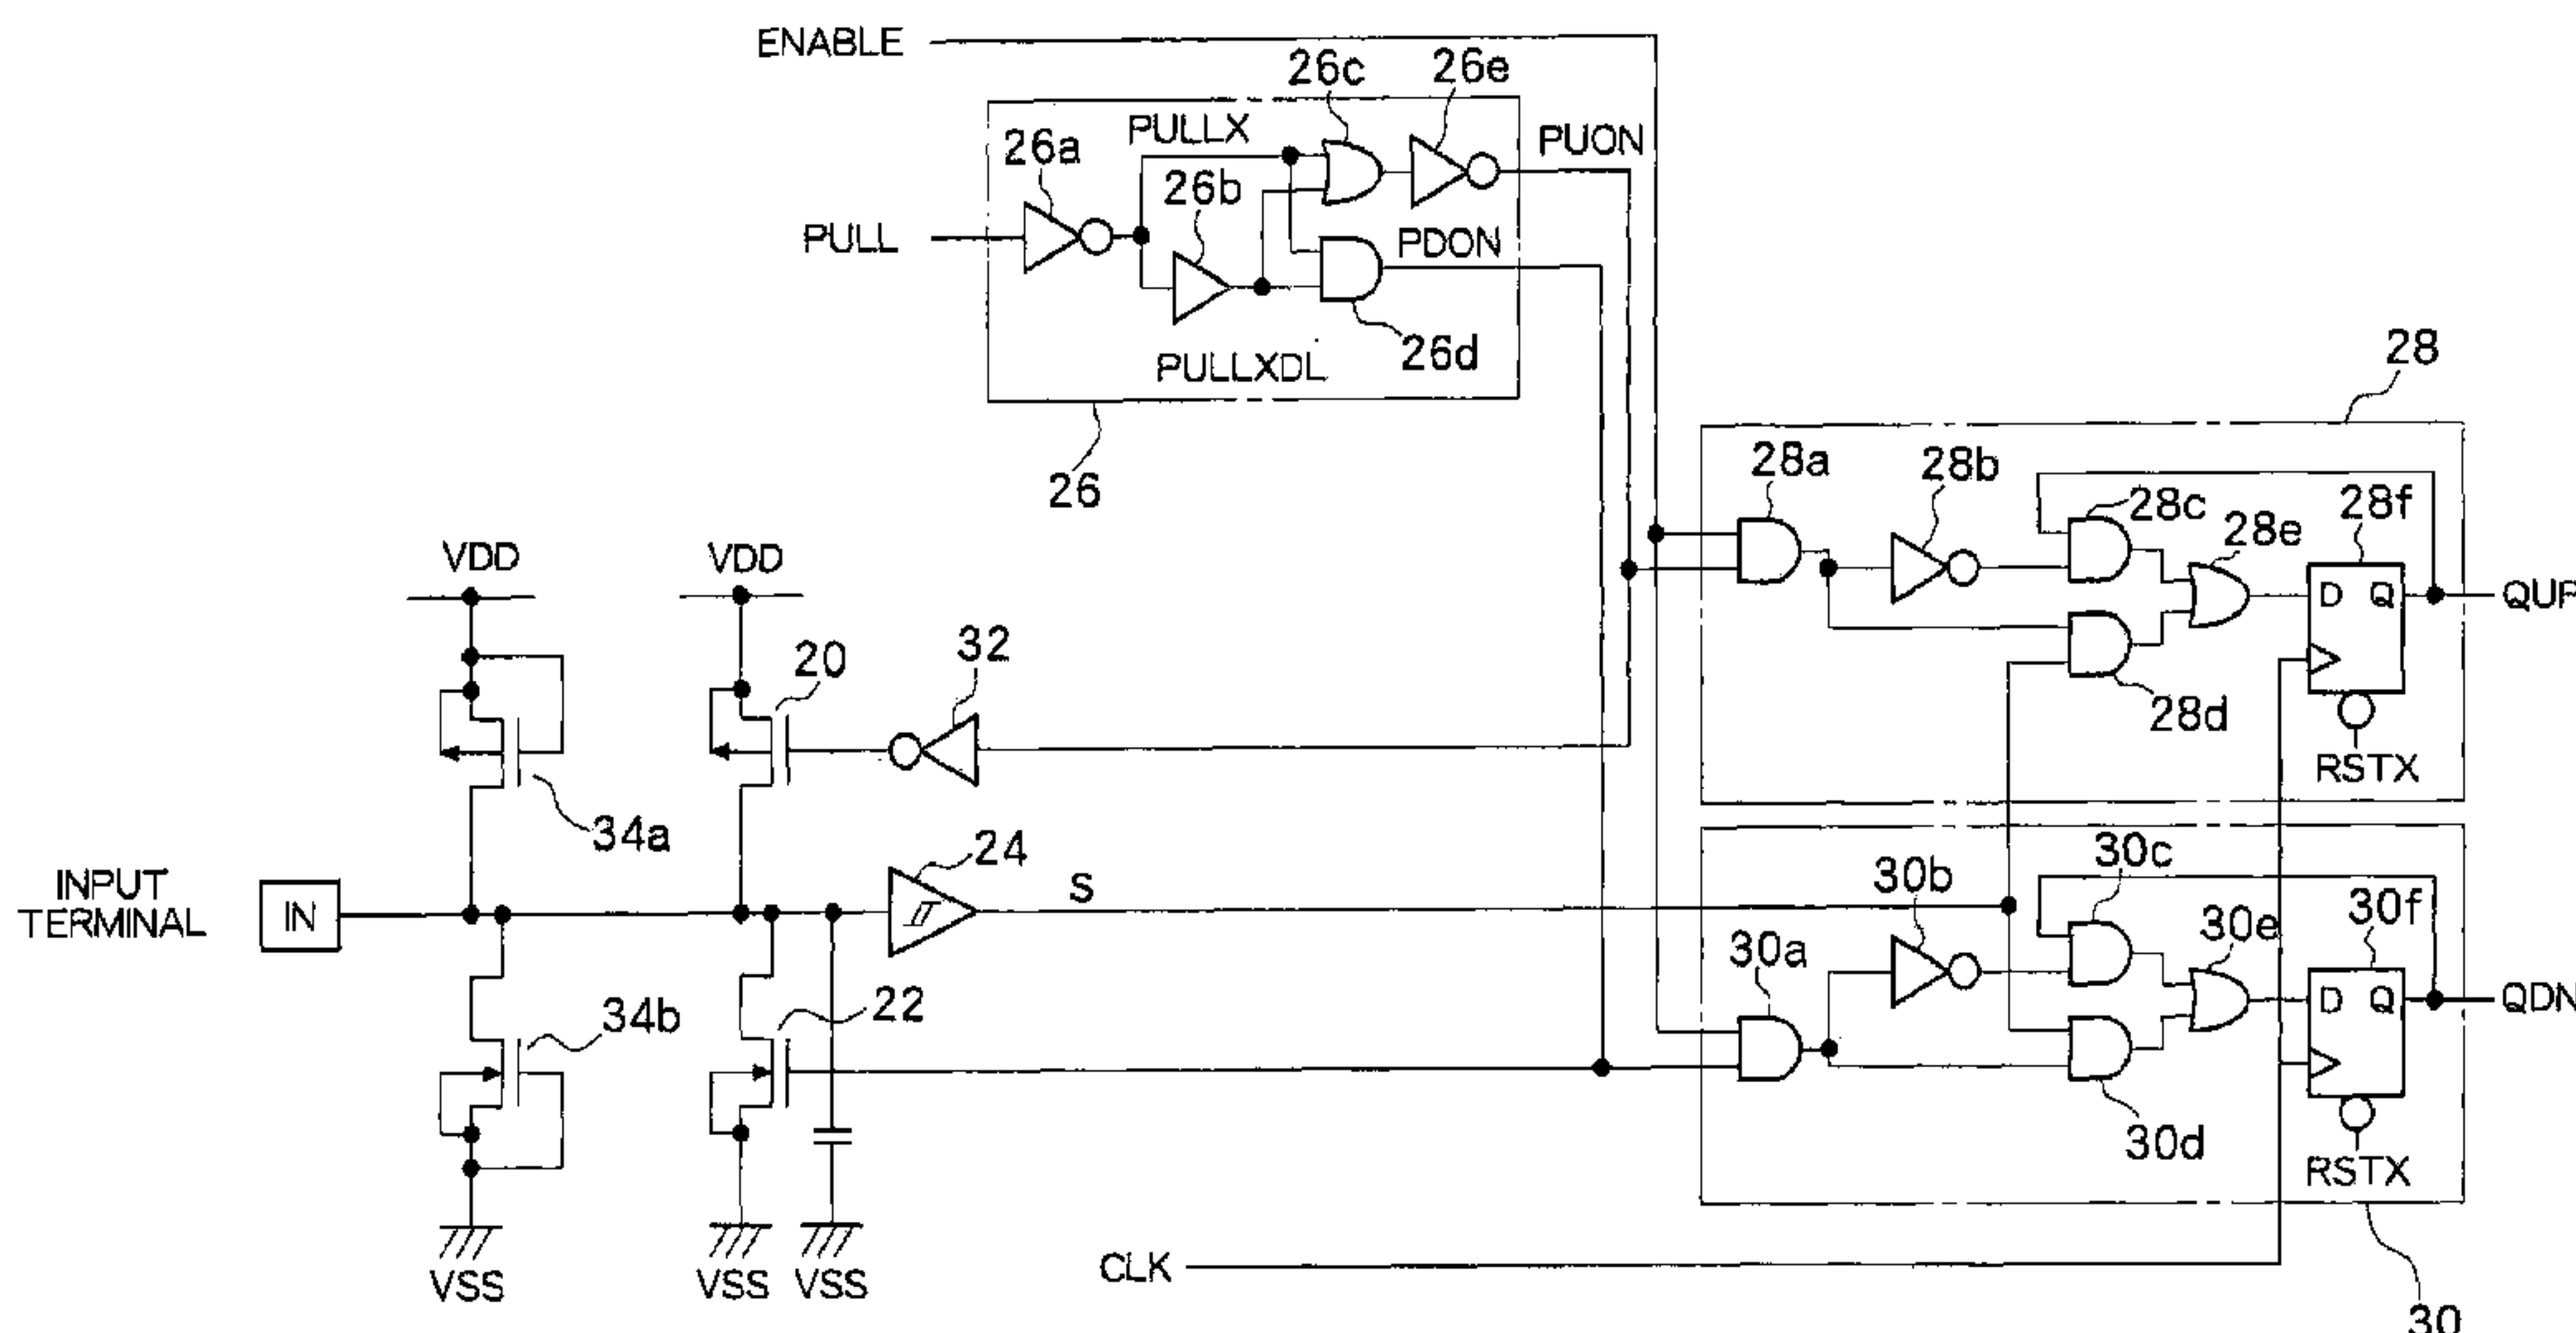 ENABLE
26c
26e
PULLX
PUON
26a
26b
PULL
PDON
26d
PULLXDL
28
26
28a
28b
28c
28f
28e
VDD
VDD
D Q
QUP
20
32
28d
RSTX
34a
24
30c
INPUT
TERMINAL
IN
S
30b
30f
30e
30a
34b
22
D Q
QDN
30d
RSTX
VSS
VSS
VSS
CLK
30